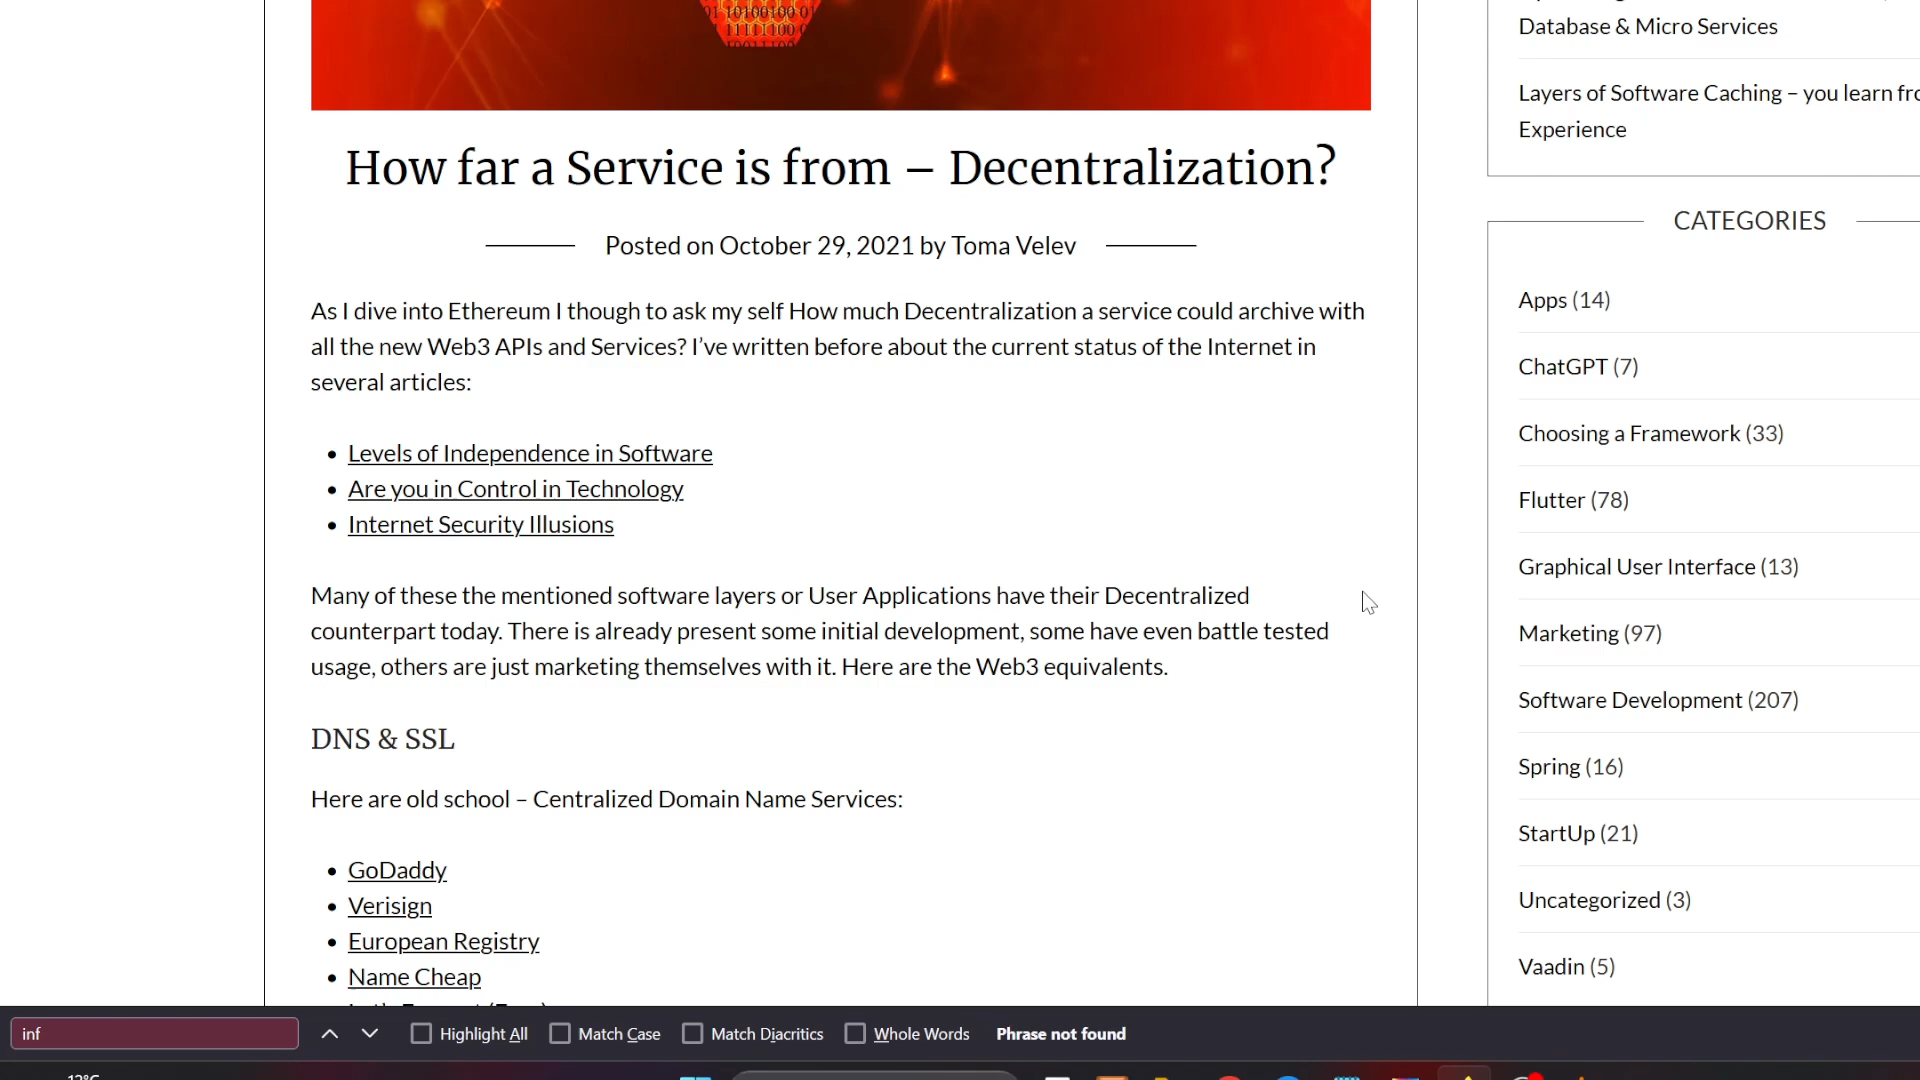 10100100 01
1111100
Database & Micro Services
Layers of Software Caching – you learn
Experience
How far a Service is from – Decentralization?
Posted on October 29, 2021 by Toma Velev
As I dive into Ethereum I though to ask my self How much Decentralization a service could archive with
all the new Web3 APIs and Services? I've written before about the current status of the Internet in
several articles:
• Levels of Independence in Software
• Are you in Control in Technology
• Internet Security Illusions
Many of these the mentioned software layers or User Applications have their Decentralized
counterpart today. There is already present some initial development, some have even battle tested
usage, others are just marketing themselves with it. Here are the Web3 equivalents.
DNS & SSL
Here are old school – Centralized Domain Name Services:
• GoDaddy
• Verisign
• European Registry
• Name Cheap
CATEGORIES
Apps (14)
ChatGPT (7)
Choosing a Framework (33)
Flutter (78)
Graphical User Interface (13)
Marketing (97)
Software Development (207)
Spring (16)
StartUp (21)
Uncategorized (3)
Vaadin (5)
inf
Highlight All
Match Case
Match Diacritics
Whole Words
Phrase not found